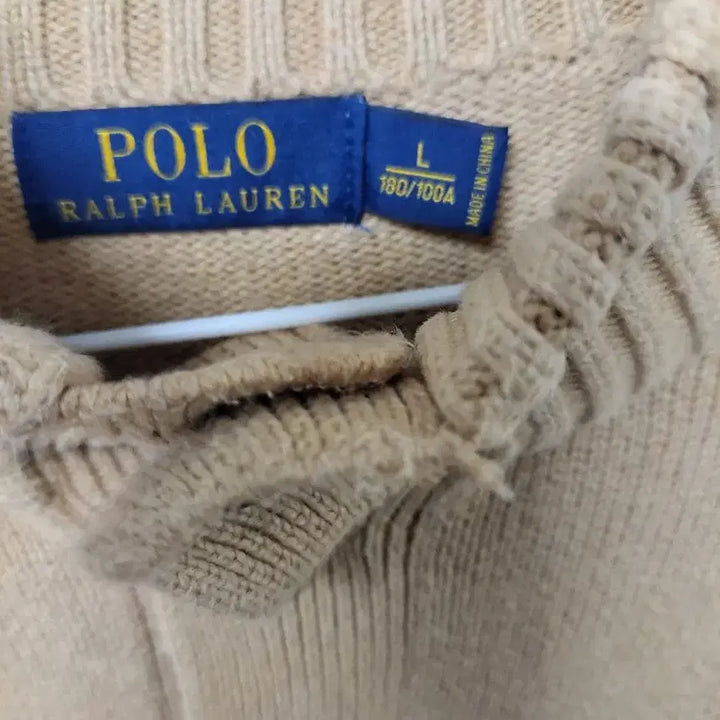 POLO
RALPH LAUREN
L
180/100A
MADE IN CHINA